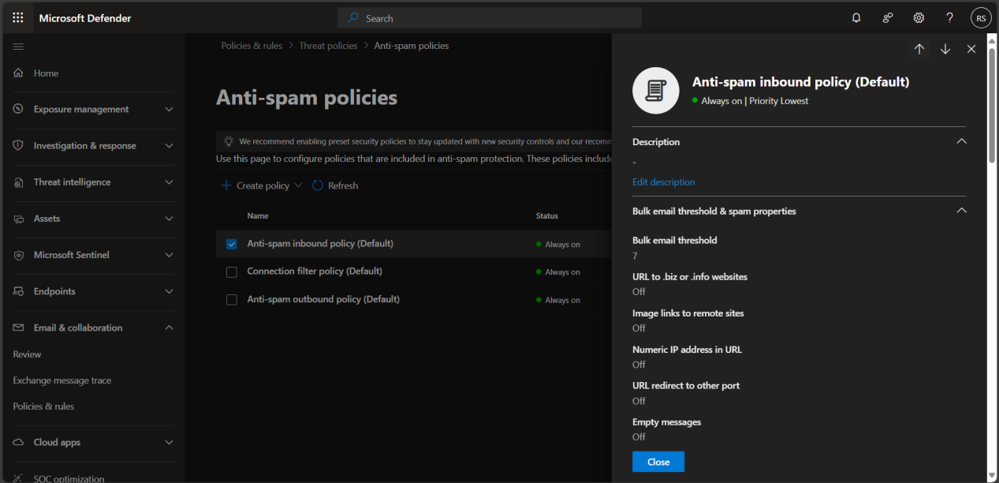 Microsoft Defender
Search
RS
Home
Exposure management
Investigation & response
Threat intelligence
Assets
Microsoft Sentinel
Endpoints
Email & collaboration
Review
Exchange message trace
Policies & rules
Cloud apps
SOC optimization
Policies & rules > Threat policies > Anti-spam policies
Anti-spam policies
We recommend enabling preset security policies to stay updated with new security controls and our recomm
Use this page to configure policies that are included in anti-spam protection. These policies include
Create policy Refresh
Name Status
Anti-spam inbound policy (Default) Always on
Connection filter policy (Default) Always on
Anti-spam outbound policy (Default) Always on
Anti-spam inbound policy (Default)
Always on | Priority Lowest
Description
-
Edit description
Bulk email threshold & spam properties
Bulk email threshold
7
URL to .biz or .info websites
Off
Image links to remote sites
Off
Numeric IP address in URL
Off
URL redirect to other port
Off
Empty messages
Off
Close